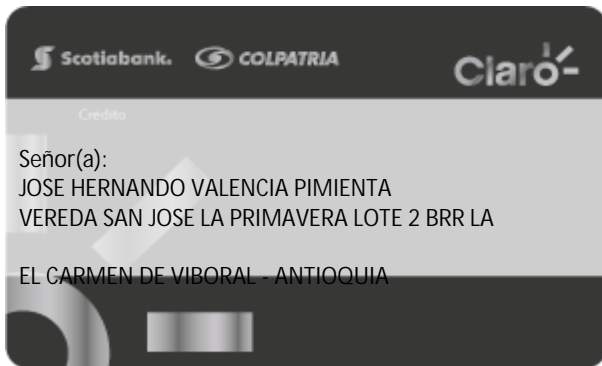 Scotiabank. COLPATRIA
Claro-
Crédito
Señor(a):
JOSE HERNANDO VALENCIA PIMIENTA
VEREDA SAN JOSE LA PRIMAVERA LOTE 2 BRR LA
EL CARMEN DE VIBORAL - ANTIOQUIA